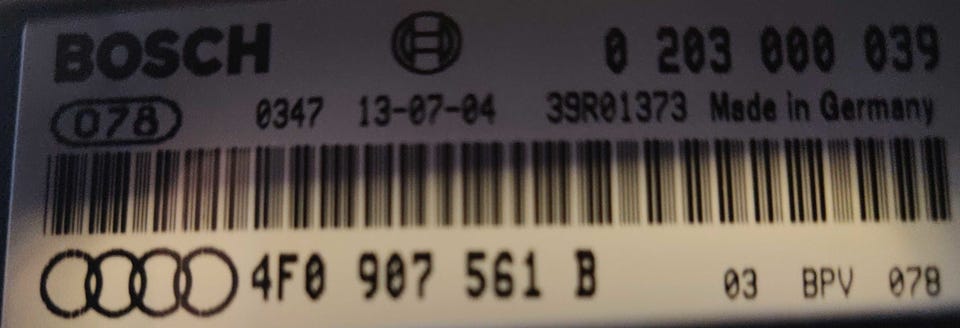 BOSCH 0 203 000 039
078 0347 13-07-04 39R01373 Made in Germany
4F0 907 561 B 03 BPV 078